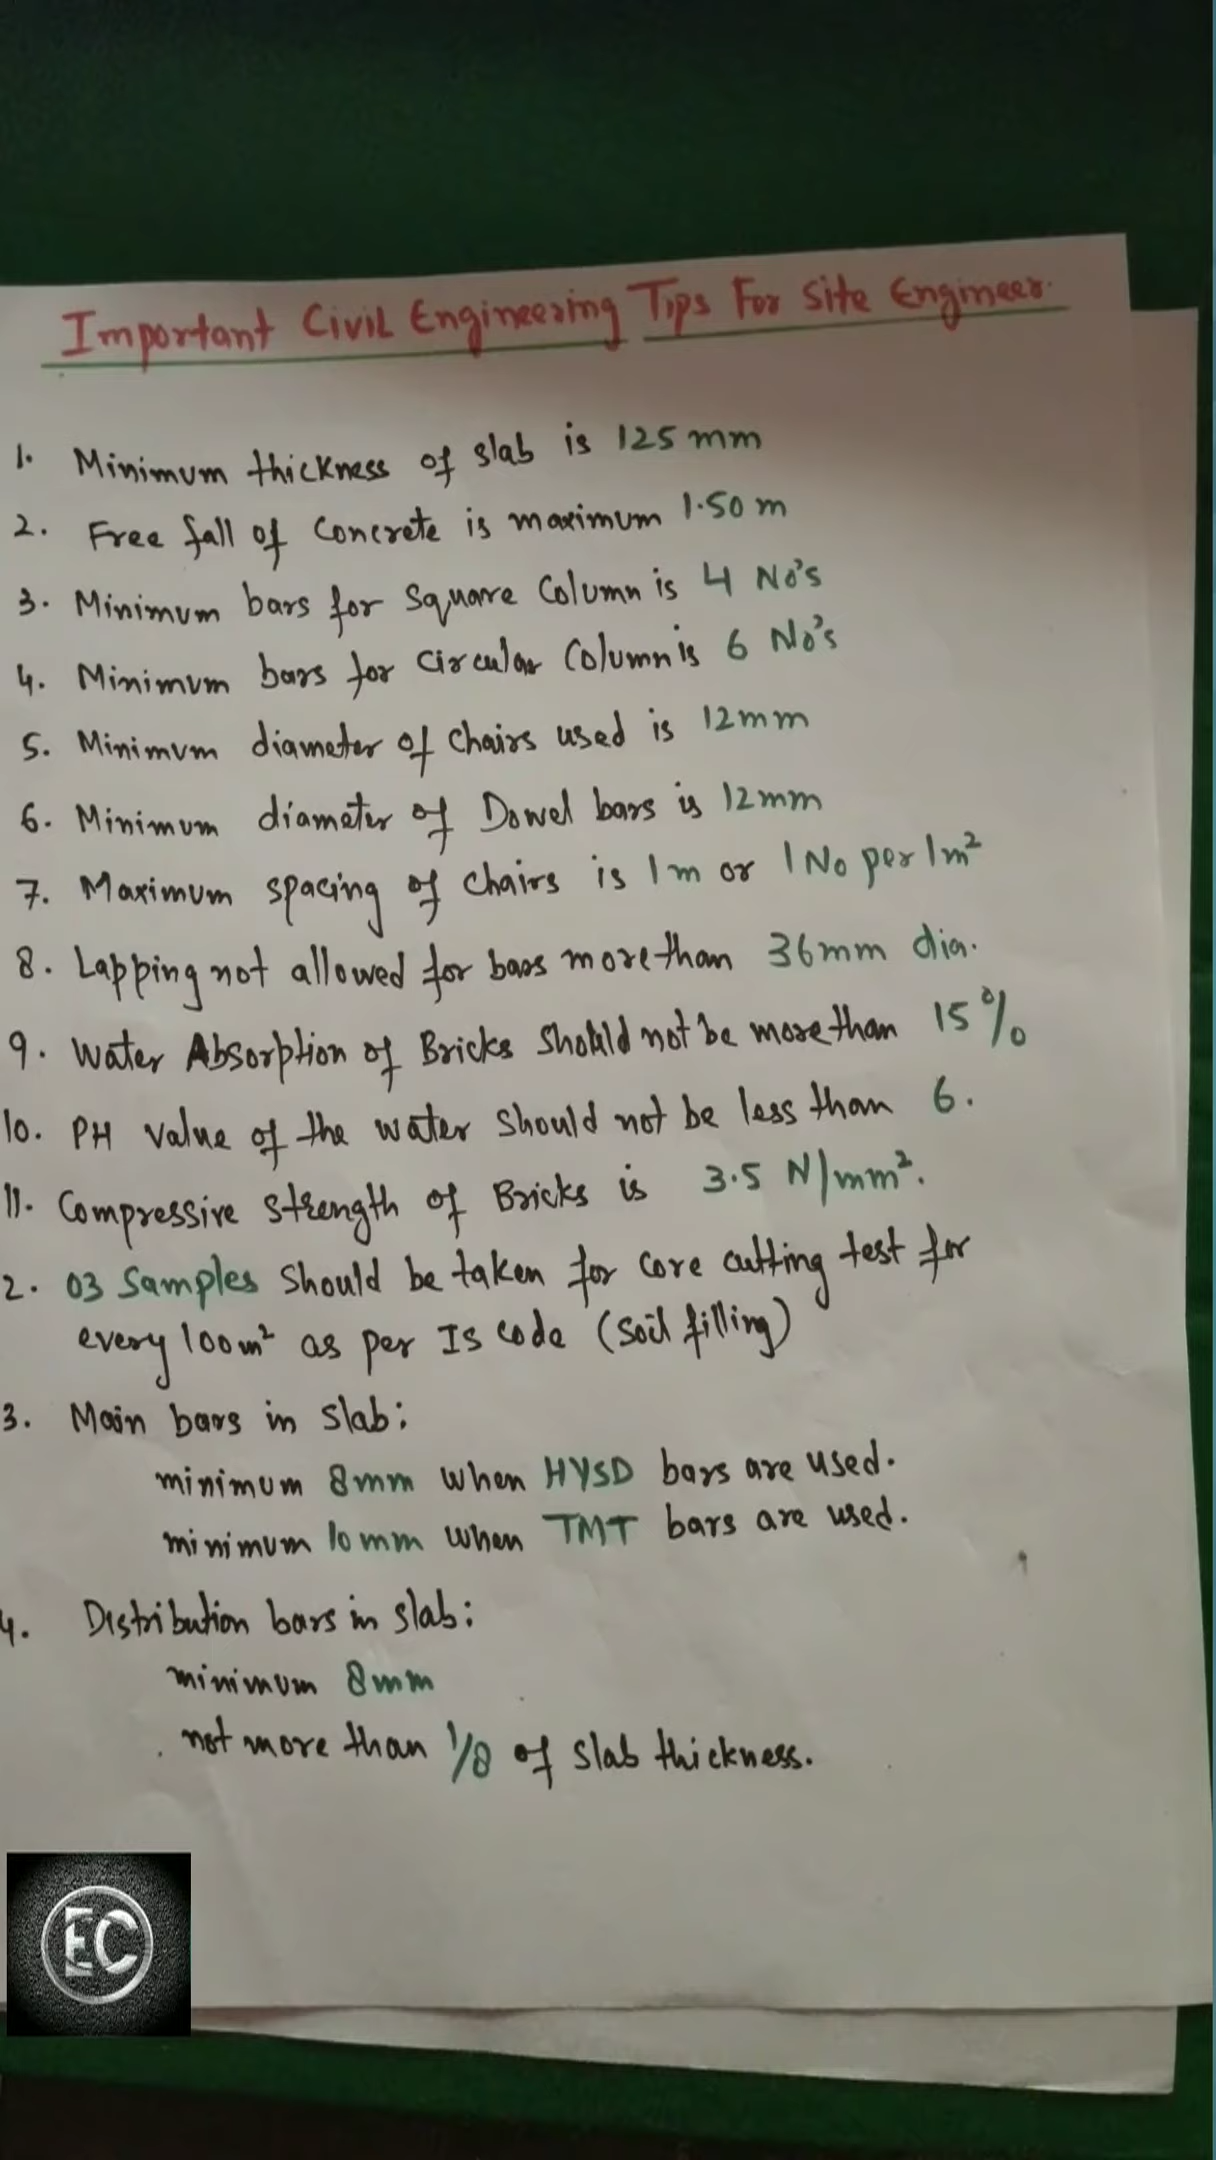 Important Civil Engineering Tips For Site Engineer.
1. Minimum thickness of slab is 125 mm
2. Free fall of Concrete is maximum 1.50 m
3. Minimum bars for Square Column is 4 No's
4. Minimum bars for Circular Column is 6 No's
5. Minimum diameter of Chairs used is 12mm
6. Minimum diameter of Dowel bars is 12mm
7. Maximum spacing of Chairs is 1m or 1 No per 1m²
8. Lapping not allowed for bars more than 36mm dia.
9. Water Absorption of Bricks Should not be more than 15%
10. PH value of the water Should not be less than 6.
11. Compressive Strength of Bricks is 3.5 N/mm².
2. 03 Samples Should be taken for Core cutting test for
every 100m² as per Is code (Soil filling)
3. Main bars in slab:
minimum 8mm when HYSD bars are used.
minimum 10mm when TMT bars are used.
4. Distribution bars in slab:
minimum 8mm
not more than 1/8 of slab thickness.
EC